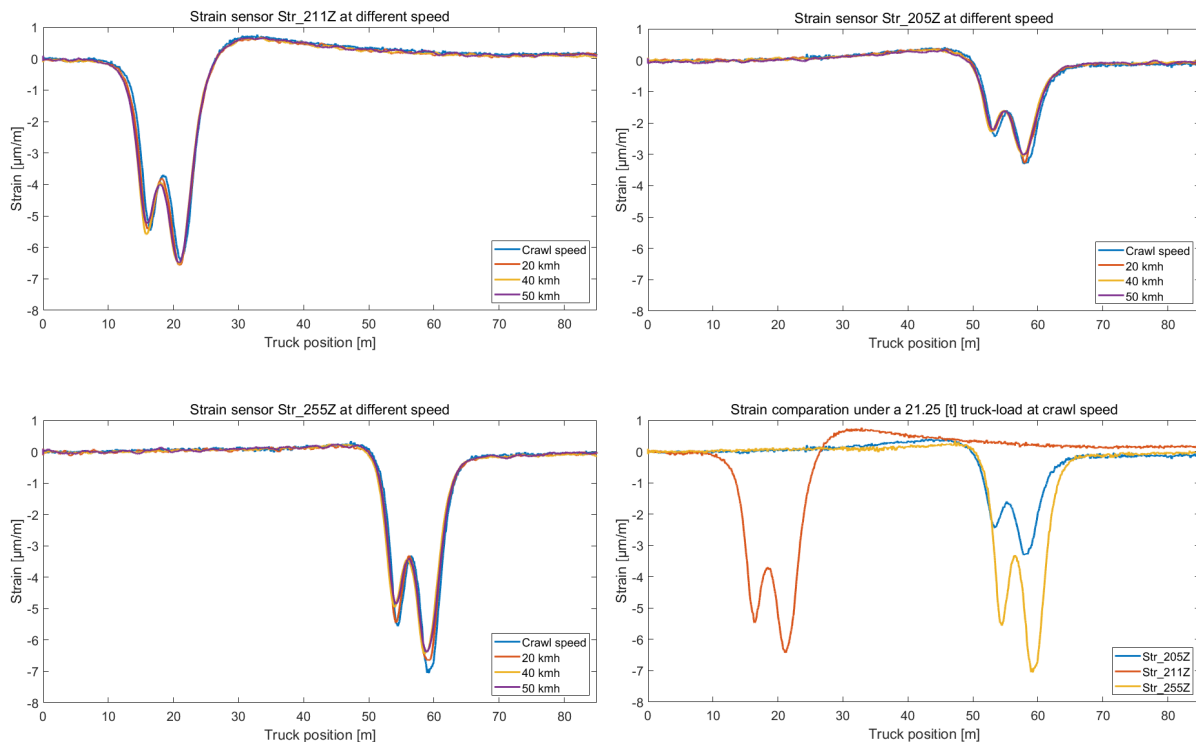 Strain sensor Str_211Z at different speed
1
0
-1
-2
-3
-4
-5
-6
-7
-8
Strain [µm/m]
Crawl speed
20 kmh
40 kmh
50 kmh
0 10 20 30 40 50 60 70 80
Truck position [m]
Strain sensor Str_205Z at different speed
1
0
-1
-2
-3
-4
-5
-6
-7
-8
Strain [µm/m]
Crawl speed
20 kmh
40 kmh
50 kmh
0 10 20 30 40 50 60 70 80
Truck position [m]
Strain sensor Str_255Z at different speed
1
0
-1
-2
-3
-4
-5
-6
-7
-8
Strain [µm/m]
Crawl speed
20 kmh
40 kmh
50 kmh
0 10 20 30 40 50 60 70 80
Truck position [m]
Strain comparation under a 21.25 [t] truck-load at crawl speed
1
0
-1
-2
-3
-4
-5
-6
-7
-8
Strain [µm/m]
Str_205Z
Str_211Z
Str_255Z
0 10 20 30 40 50 60 70 80
Truck position [m]